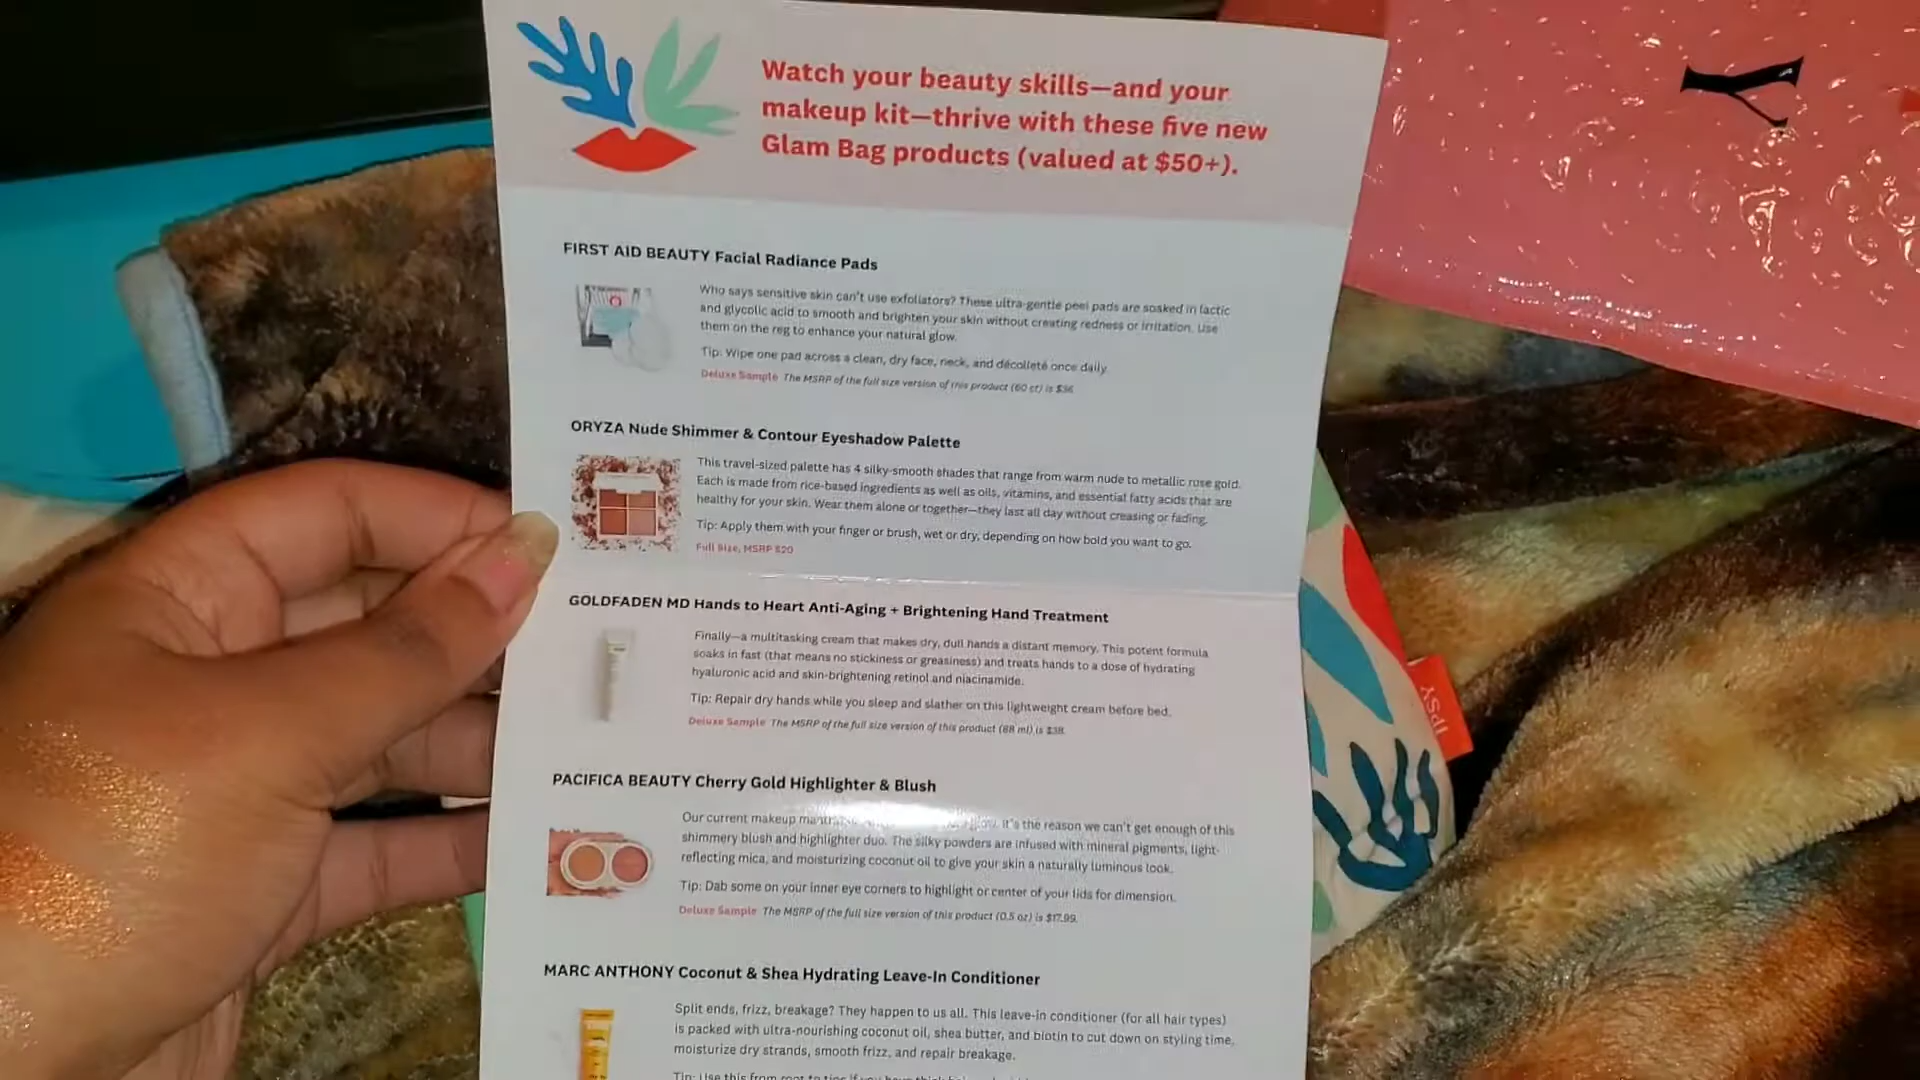 Watch your beauty skills—and your
makeup kit—thrive with these five new
Glam Bag products (valued at $50+).
FIRST AID BEAUTY Facial Radiance Pads
Who says sensitive skin can't use exfoliators? These ultra-gentle peel pads are soaked in lactic
and glycolic acid to smooth and brighten your skin without creating redness or irritation. Use
them on the reg to enhance your natural glow.
Tip: Wipe one pad across a clean, dry face, neck, and décolleté once daily.
Deluxe Sample The MSRP of the full size version of this product (60 ct) is $36.
ORYZA Nude Shimmer & Contour Eyeshadow Palette
This travel-sized palette has 4 silky-smooth shades that range from warm nude to metallic rose gold.
Each is made from rice-based ingredients as well as oils, vitamins, and essential fatty acids that are
healthy for your skin. Wear them alone or together—they last all day without creasing or fading.
Tip: Apply them with your finger or brush, wet or dry, depending on how bold you want to go.
Full Size, MSRP $20
GOLDFADEN MD Hands to Heart Anti-Aging + Brightening Hand Treatment
Finally—a multitasking cream that makes dry, dull hands a distant memory. This potent formula
soaks in fast (that means no stickiness or greasiness) and treats hands to a dose of hydrating
hyaluronic acid and skin-brightening retinol and niacinamide.
Tip: Repair dry hands while you sleep and slather on this lightweight cream before bed.
Deluxe Sample The MSRP of the full size version of this product (88 ml) is $38.
PACIFICA BEAUTY Cherry Gold Highlighter & Blush
Our current makeup glow. It's the reason we can't get enough of this
shimmery blush and highlighter duo. The silky powders are infused with mineral pigments, light-
reflecting mica, and moisturizing coconut oil to give your skin a naturally luminous look.
Tip: Dab some on your inner eye corners to highlight or center of your lids for dimension.
Deluxe Sample The MSRP of the full size version of this product (0.5 oz) is $17.99.
MARC ANTHONY Coconut & Shea Hydrating Leave-In Conditioner
Split ends, frizz, breakage? They happen to us all. This leave-in conditioner (for all hair types)
is packed with ultra-nourishing coconut oil, shea butter, and biotin to cut down on styling time,
moisturize dry strands, smooth frizz, and repair breakage.
Tip: Use this from root to tips if you have thick
IPSY